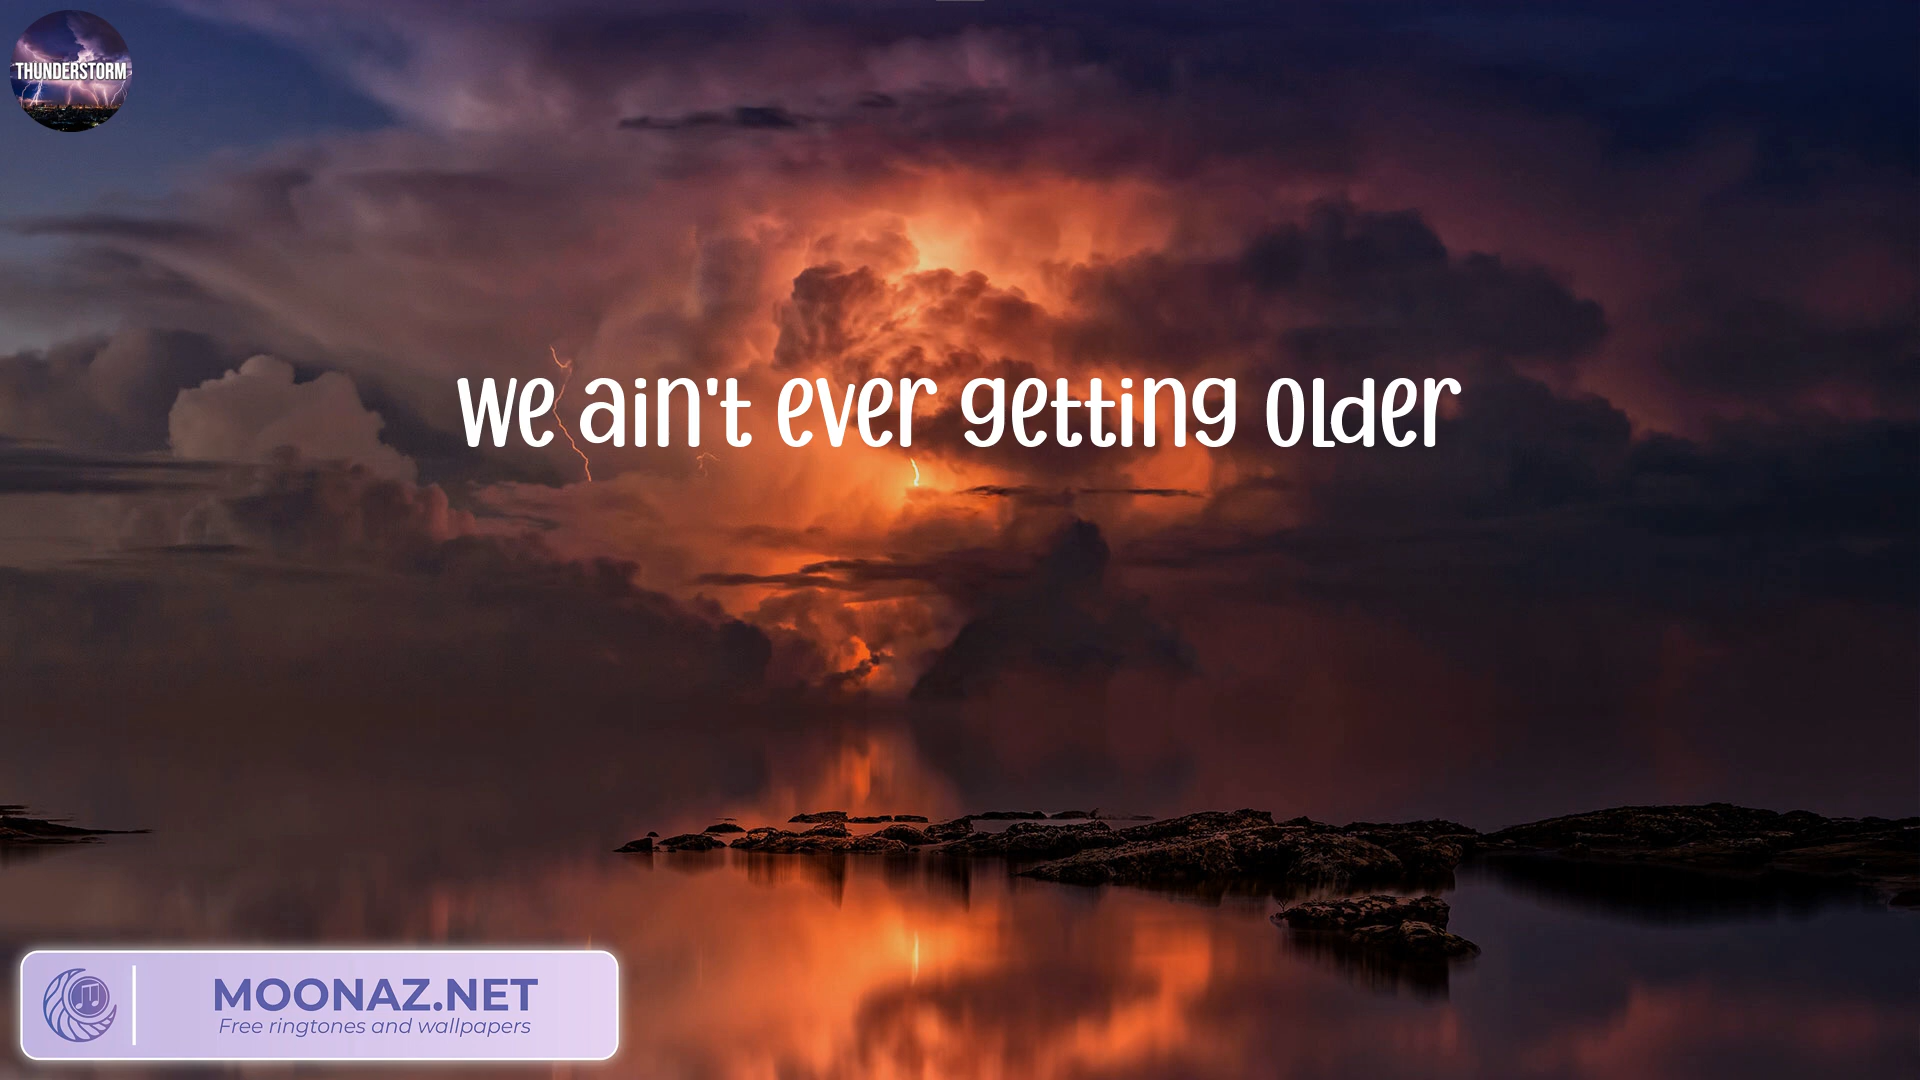 THUNDERSTORM
We ain't ever getting older
MOONAZ.NET
Free ringtones and wallpapers